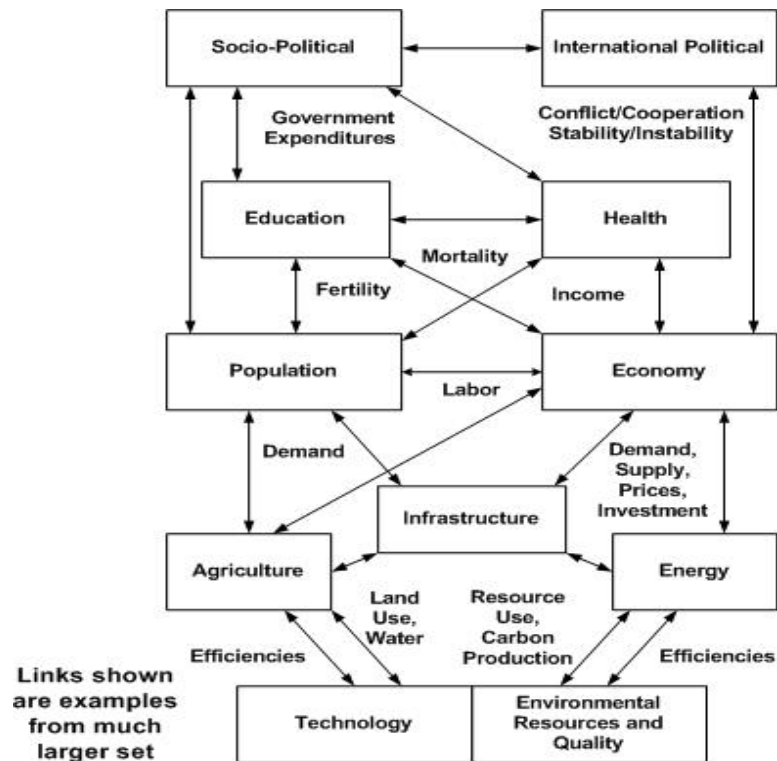 Socio-Political
International Political
Government
Expenditures
Conflict/Cooperation
Stability/Instability
Education
Health
Mortality
Fertility
Income
Population
Economy
Labor
Demand
Demand,
Supply,
Prices,
Investment
Infrastructure
Agriculture
Energy
Land
Use,
Water
Resource
Use,
Carbon
Production
Efficiencies
Efficiencies
Links shown
are examples
from much
larger set
Technology
Environmental
Resources and
Quality